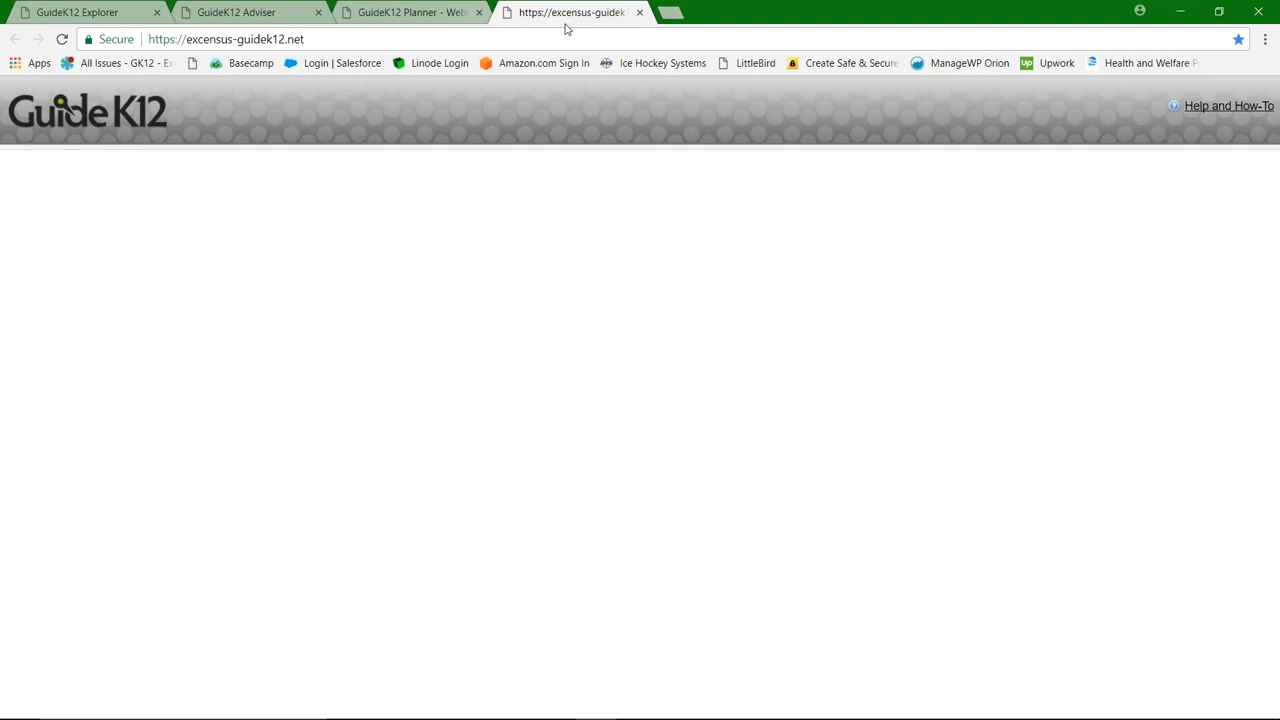 GuideK12 Explorer
GuideK12 Adviser
GuideK12 Planner - Web
https://excensus-guidek1
Secure https://excensus-guidek12.net
Apps All Issues - GK12 - Ex Basecamp Login | Salesforce Linode Login Amazon.com Sign In Ice Hockey Systems LittleBird Create Safe & Secure ManageWP Orion Upwork Health and Welfare P
GuideK12
Help and How-To